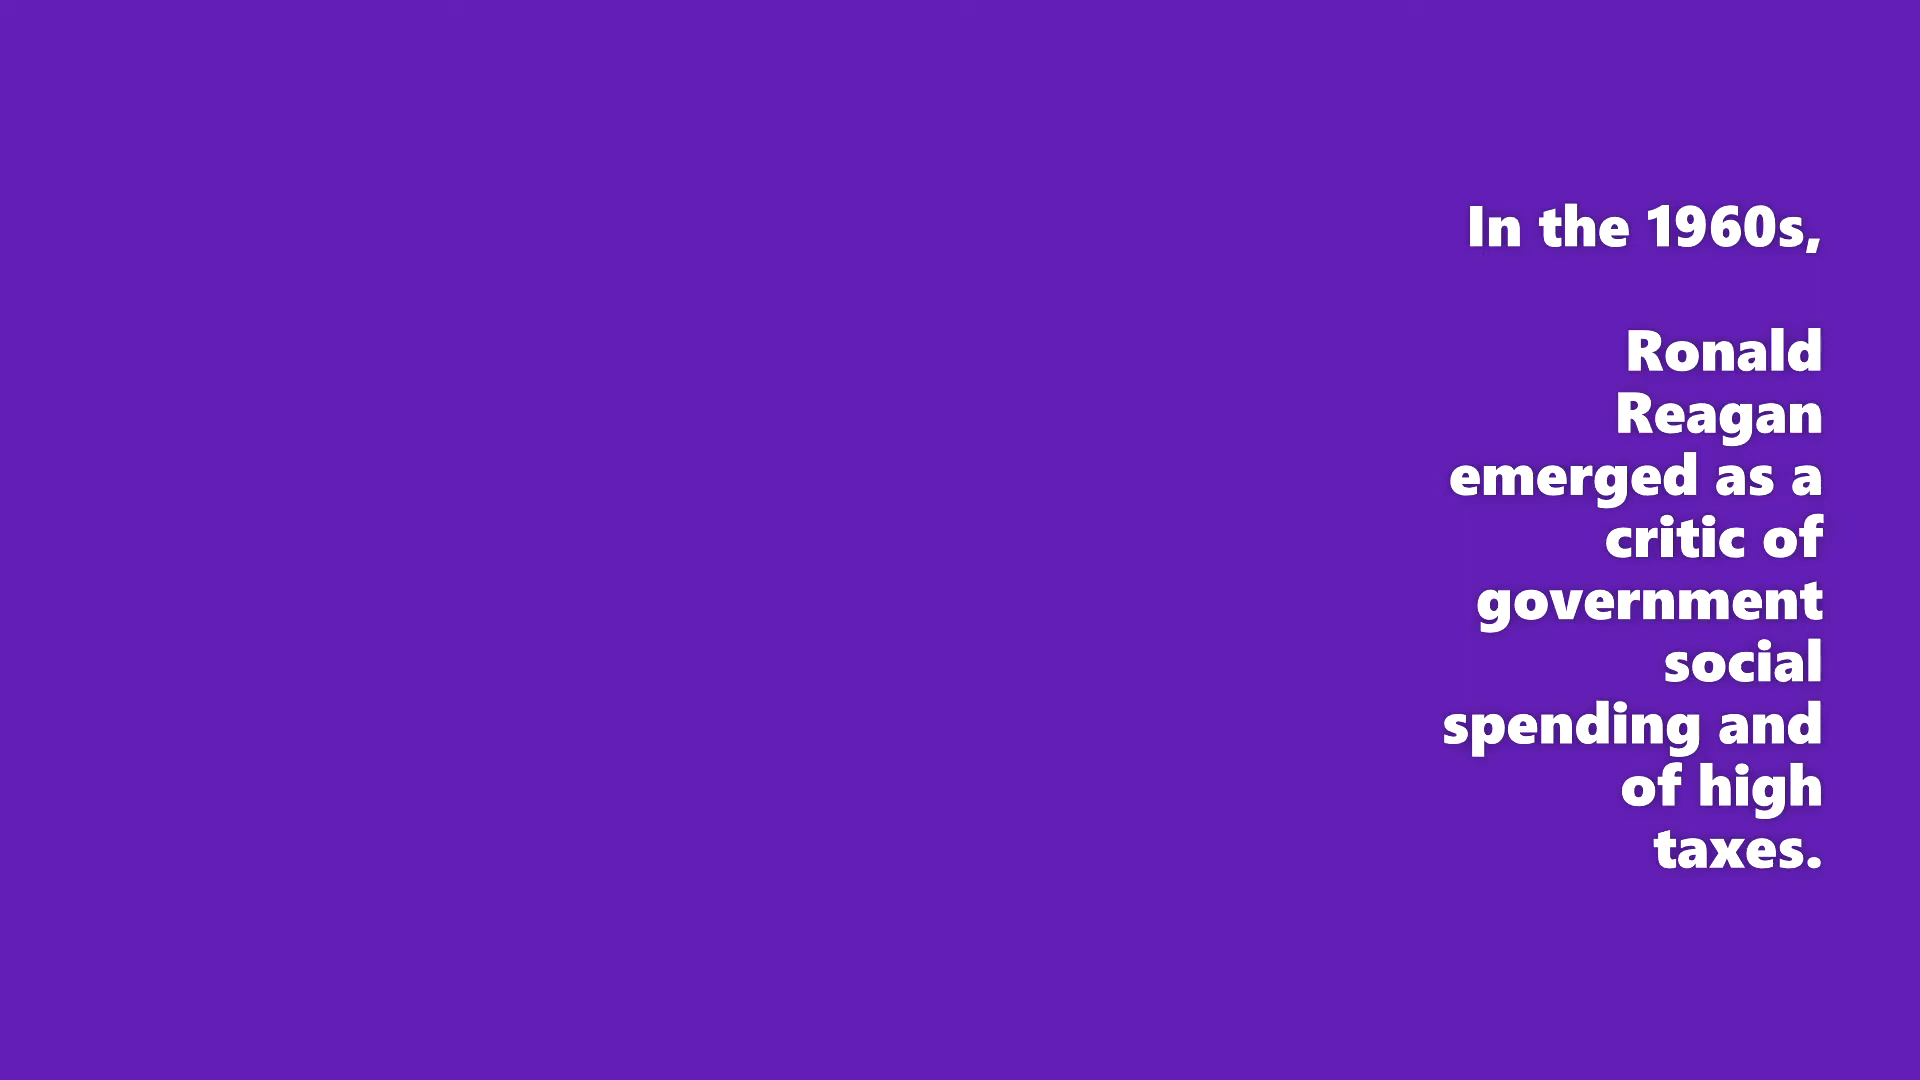 In the 1960s,
Ronald
Reagan
emerged as a
critic of
government
social
spending and
of high
taxes.